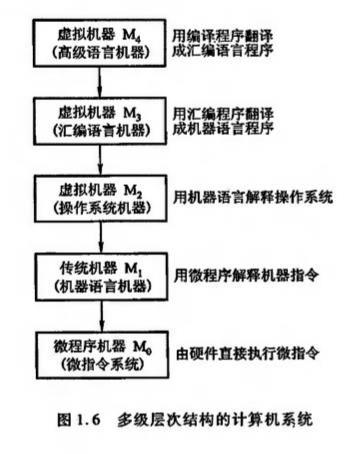 虚拟机器 M₄
(高级语言机器)
用编译程序翻译
成汇编语言程序
虚拟机器 M₃
(汇编语言机器)
用汇编程序翻译
成机器语言程序
虚拟机器 M₂
(操作系统机器)
用机器语言解释操作系统
传统机器 M₁
(机器语言机器)
用微程序解释机器指令
微程序机器 M₀
(微指令系统)
由硬件直接执行微指令
图 1.6 多级层次结构的计算机系统